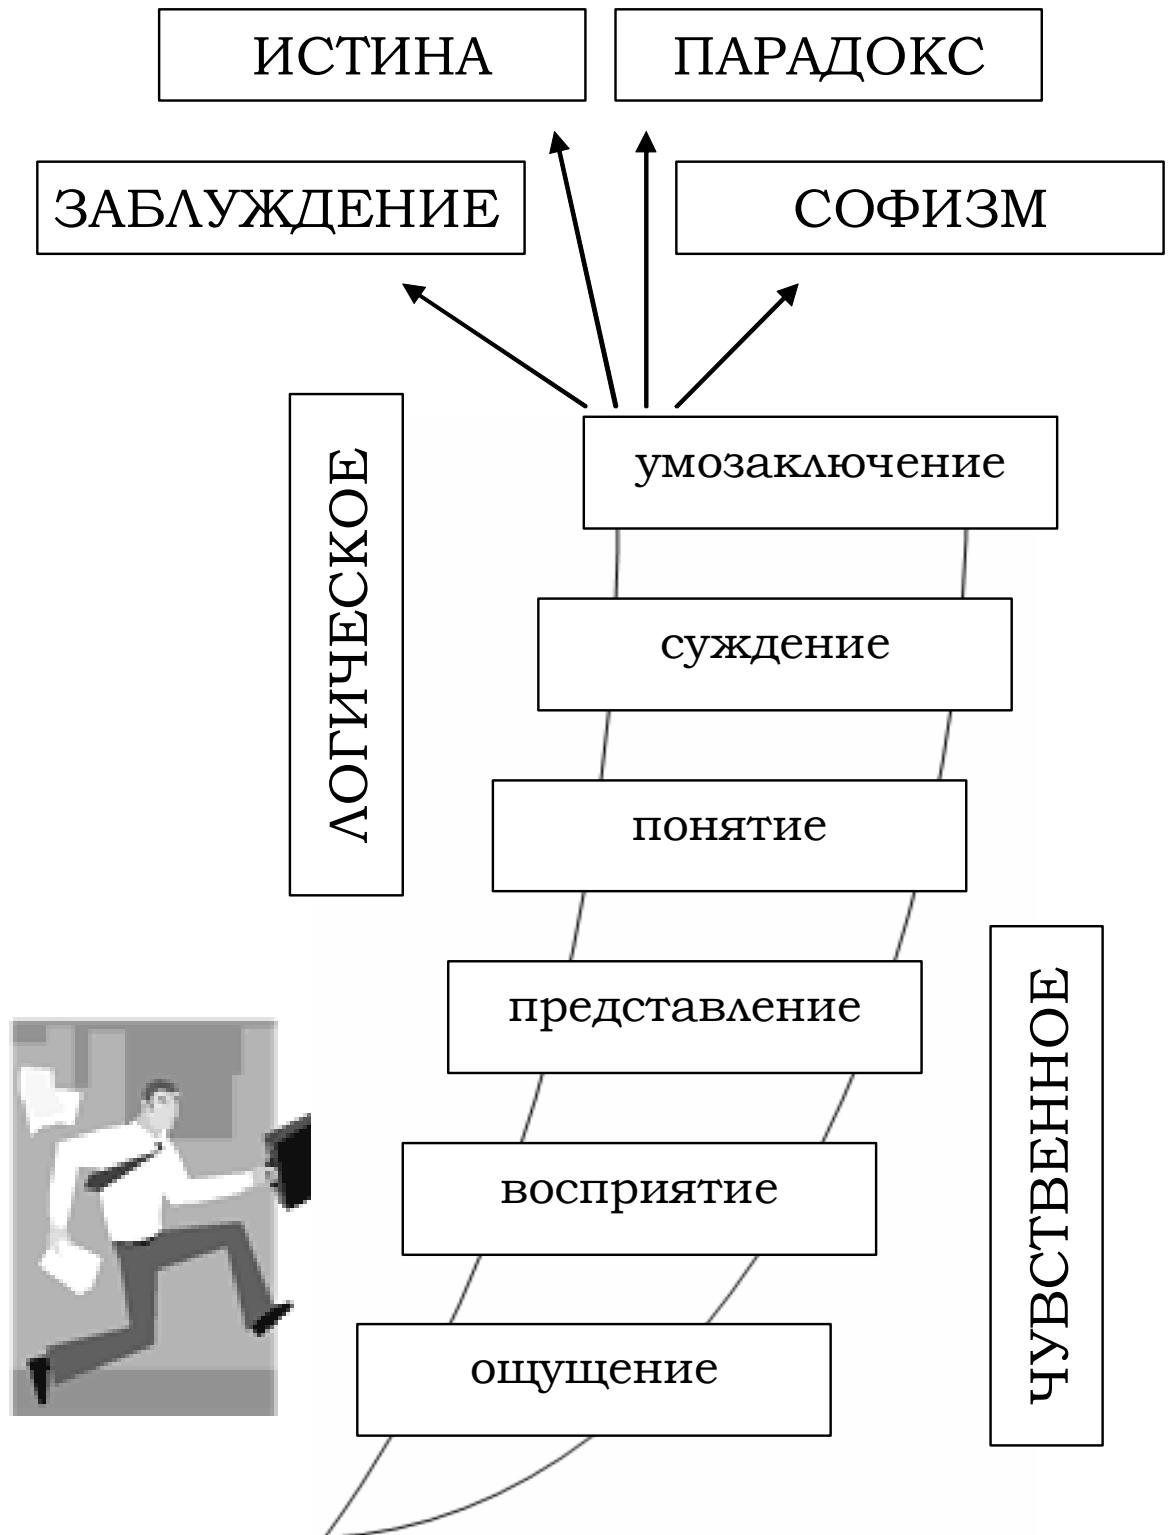 ИСТИНА
ПАРАДОКС
ЗАБЛУЖДЕНИЕ
СОФИЗМ
ЛОГИЧЕСКОЕ
умозаключение
суждение
понятие
представление
восприятие
ощущение
ЧУВСТВЕННОЕ